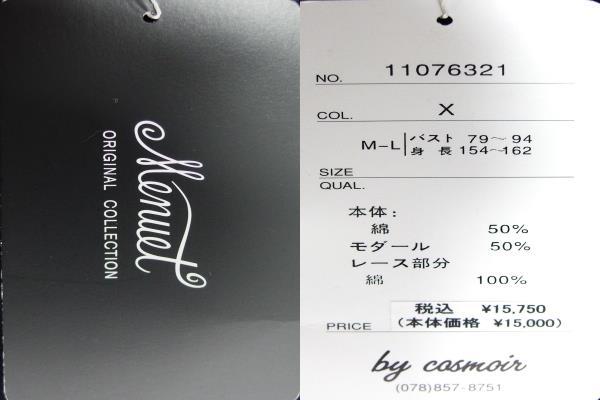 Menuet
ORIGINAL COLLECTION
NO. 11076321
COL. X
M-L バスト 79～94
身長 154～162
SIZE
QUAL.
本体:
綿 50%
モダール 50%
レース部分
綿 100%
税込 ¥15,750
PRICE (本体価格 ¥15,000)
by cosmoir
(078)857-8751